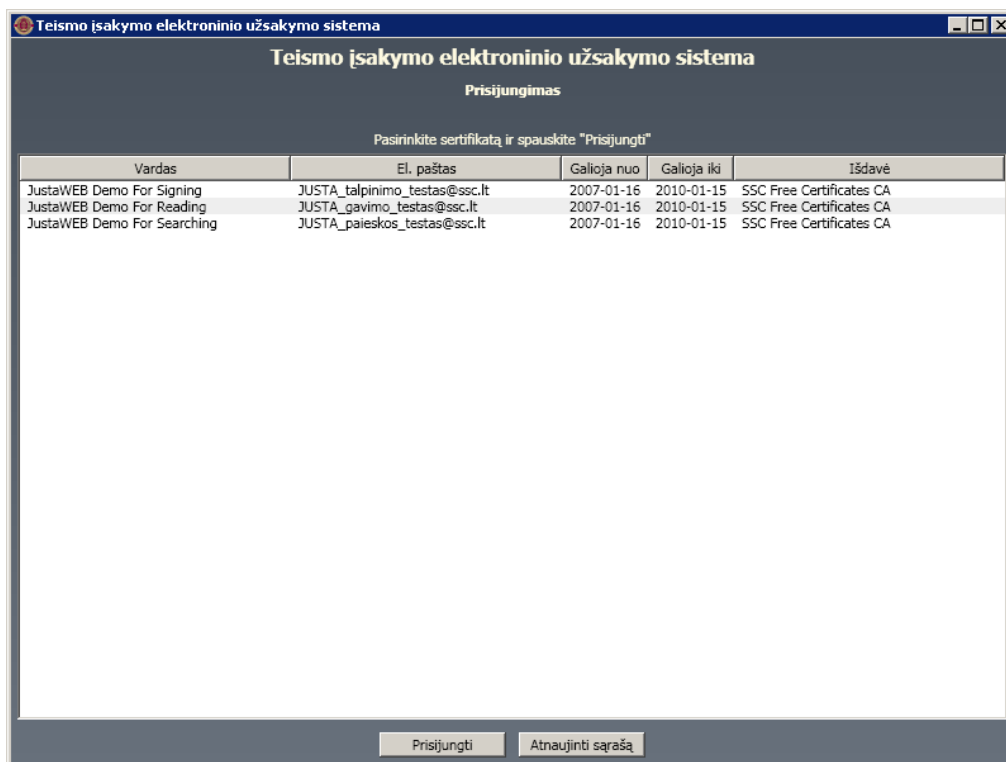 Teismo įsakymo elektroninio užsakymo sistema
Teismo įsakymo elektroninio užsakymo sistema
Prisijungimas
Pasirinkite sertifikatą ir spauskite "Prisijungti"
Vardas El. paštas Galioja nuo Galioja iki Išdavė
JustaWEB Demo For Signing JUSTA_talpinimo_testas@ssc.lt 2007-01-16 2010-01-15 SSC Free Certificates CA
JustaWEB Demo For Reading JUSTA_gavimo_testas@ssc.lt 2007-01-16 2010-01-15 SSC Free Certificates CA
JustaWEB Demo For Searching JUSTA_paieskos_testas@ssc.lt 2007-01-16 2010-01-15 SSC Free Certificates CA
Prisijungti Atnaujinti sąrašą